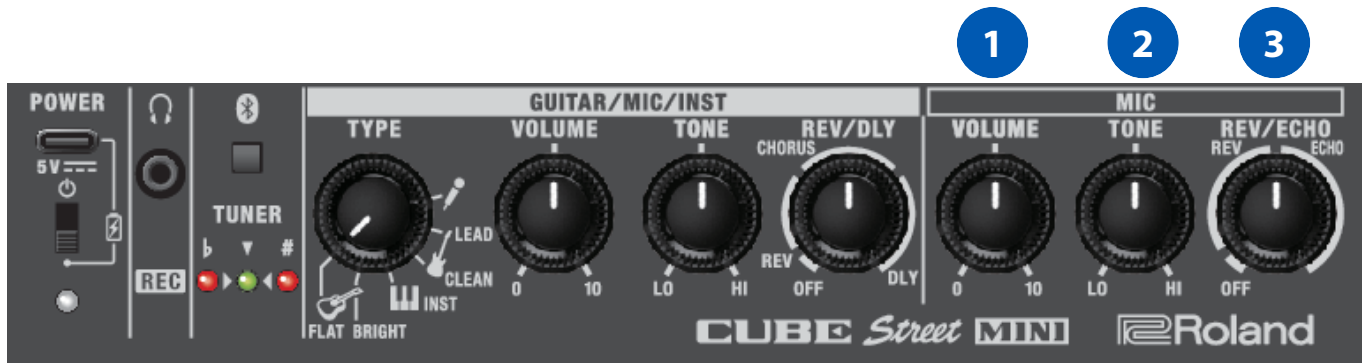 1 2 3
POWER
5V
REC
TUNER
♭ #
GUITAR/MIC/INST
TYPE VOLUME TONE REV/DLY
LEAD
CLEAN
INST
FLAT BRIGHT
0 10
LO HI
CHORUS
REV
OFF DLY
MIC
VOLUME TONE REV/ECHO
0 10
LO HI
REV ECHO
OFF
CUBE Street MINI Roland